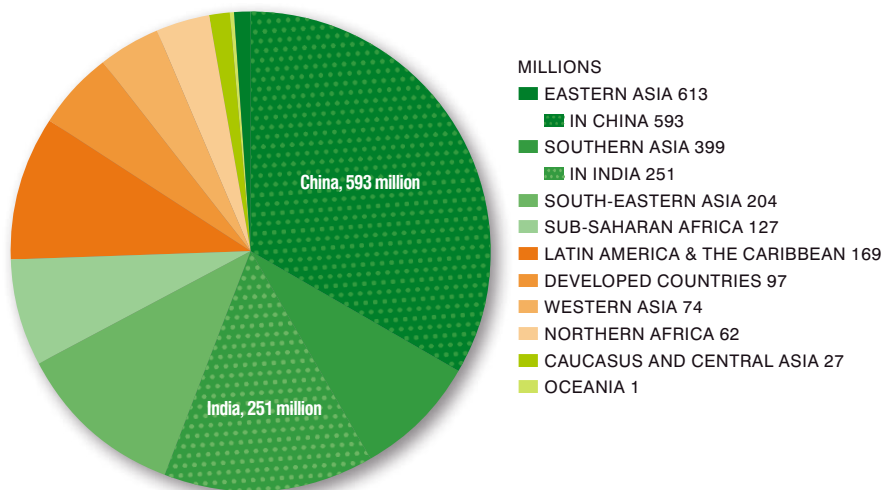 China, 593 million
India, 251 million
MILLIONS
EASTERN ASIA 613
IN CHINA 593
SOUTHERN ASIA 399
IN INDIA 251
SOUTH-EASTERN ASIA 204
SUB-SAHARAN AFRICA 127
LATIN AMERICA & THE CARIBBEAN 169
DEVELOPED COUNTRIES 97
WESTERN ASIA 74
NORTHERN AFRICA 62
CAUCASUS AND CENTRAL ASIA 27
OCEANIA 1